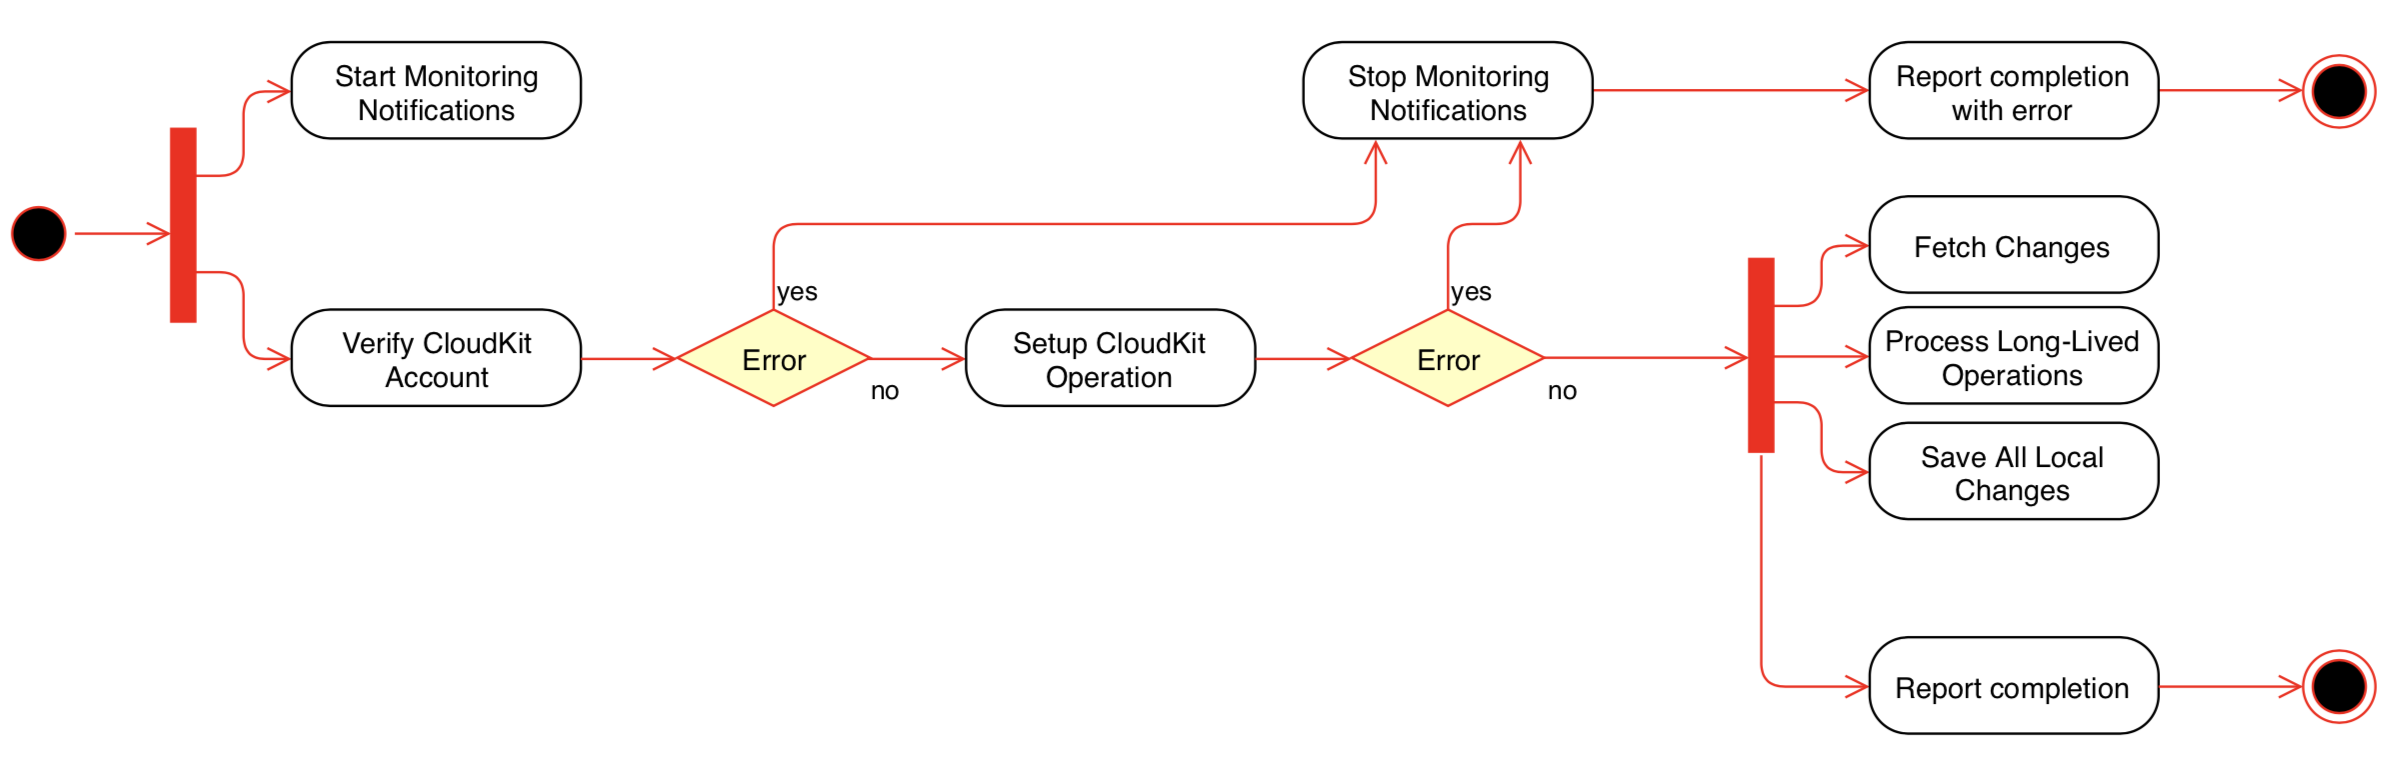 Start Monitoring
Notifications
Stop Monitoring
Notifications
Report completion
with error
Fetch Changes
yes
yes
Verify CloudKit
Account
Error
no
Setup CloudKit
Operation
Error
no
Process Long-Lived
Operations
Save All Local
Changes
Report completion